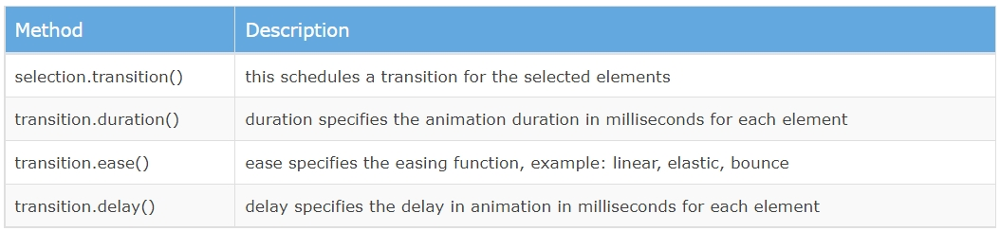 Method Description
selection.transition() this schedules a transition for the selected elements
transition.duration() duration specifies the animation duration in milliseconds for each element
transition.ease() ease specifies the easing function, example: linear, elastic, bounce
transition.delay() delay specifies the delay in animation in milliseconds for each element